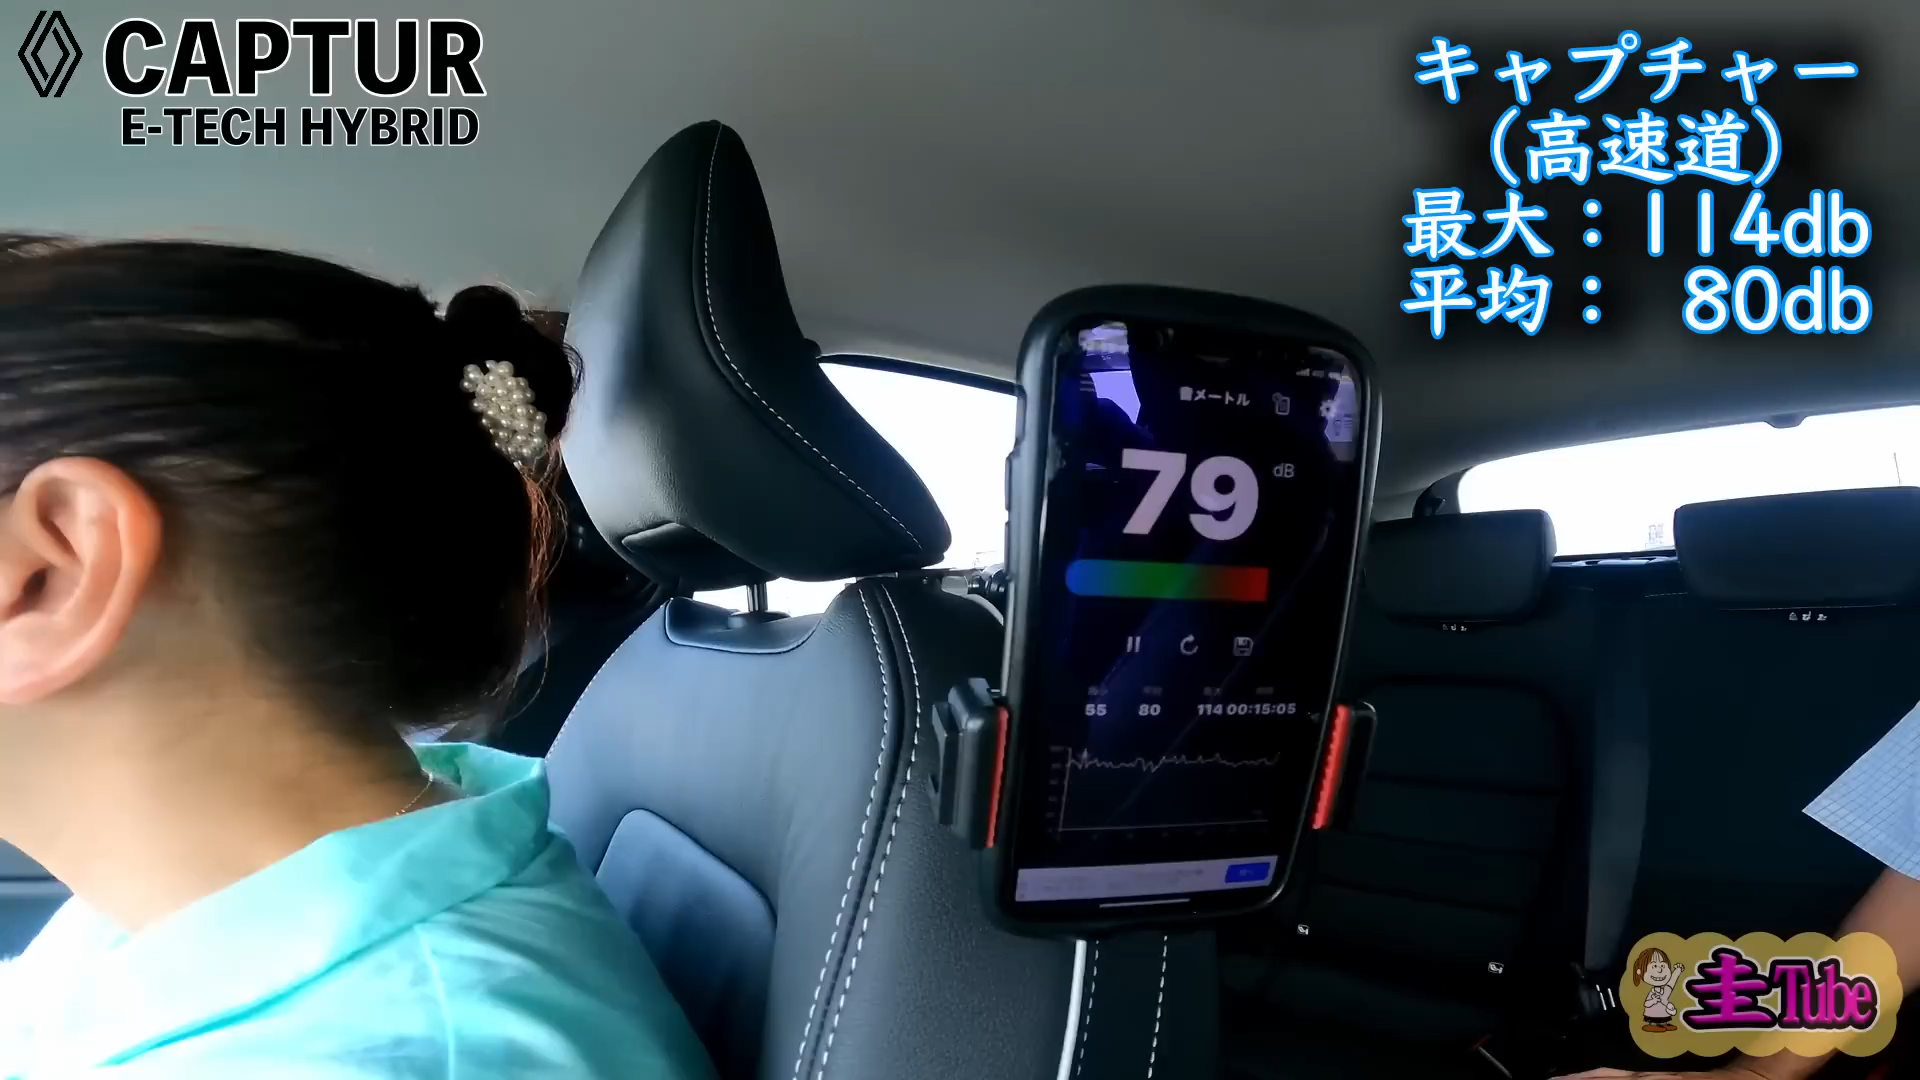 CAPTUR
E-TECH HYBRID
キャプチャー
(高速道)
最大：114db
平均： 80db
音メートル
79 dB
55 80 114 00:15:05
圭Tube